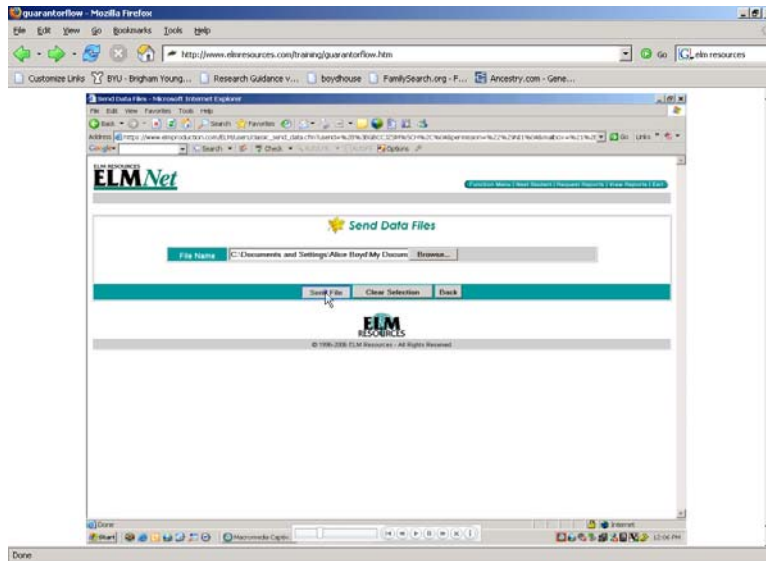 guarantorflow - Mozilla Firefox
File Edit View Go Bookmarks Tools Help
http://www.elmresources.com/training/guarantorflow.htm Go elm resources
Customize Links BYU - Brigham Young... Research Guidance v... boydhouse FamilySearch.org - F... Ancestry.com - Gene...
Send Data Files - Microsoft Internet Explorer
File Edit View Favorites Tools Help
Back Search Favorites
Address Go Links
Google Search Check Options
ELM RESOURCES
ELMNet
Function Menu | Next Student | Request Reports | View Reports | Exit
Send Data Files
File Name C:\Documents and Settings\Alice Boyd\My Docum Browse...
Send File Clear Selection Back
ELM
RESOURCES
© 1996-2006 ELM Resources - All Rights Reserved
Done Internet
Start Macromedia Captiv 12:06 PM
Done